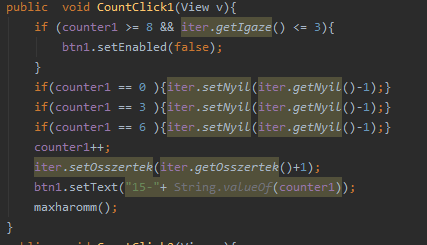 public  void CountClick1(View v){
    if (counter1 >= 8 && iter.getIgaze() <= 3){
        btn1.setEnabled(false);
    }
    if(counter1 == 0 ){iter.setNyil(iter.getNyil()-1);}
    if(counter1 == 3 ){iter.setNyil(iter.getNyil()-1);}
    if(counter1 == 6 ){iter.setNyil(iter.getNyil()-1);}
    counter1++;
    iter.setOsszertek(iter.getOsszertek()+1);
    btn1.setText("15-"+ String.valueOf(counter1));
    maxharomm();
}